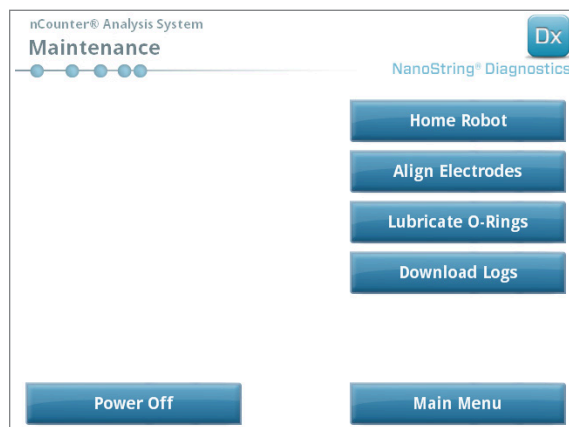 nCounter® Analysis System
Maintenance
Dx
NanoString® Diagnostics
Home Robot
Align Electrodes
Lubricate O-Rings
Download Logs
Power Off
Main Menu